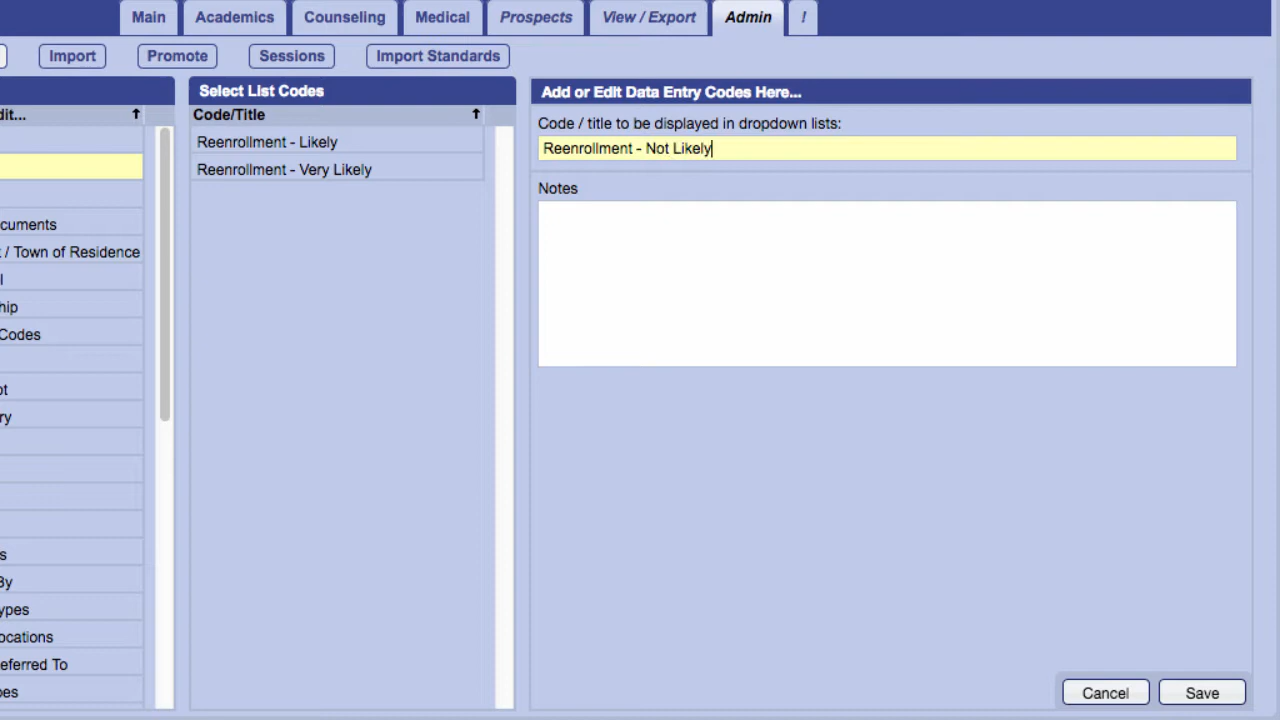 Main Academics Counseling Medical Prospects View / Export Admin !
Import Promote Sessions Import Standards
dit...
cuments
/ Town of Residence
hip
Codes
ot
ry
s
By
ypes
ocations
eferred To
pes
Select List Codes
Code/Title
Reenrollment - Likely
Reenrollment - Very Likely
Add or Edit Data Entry Codes Here...
Code / title to be displayed in dropdown lists:
Reenrollment - Not Likely
Notes
Cancel Save